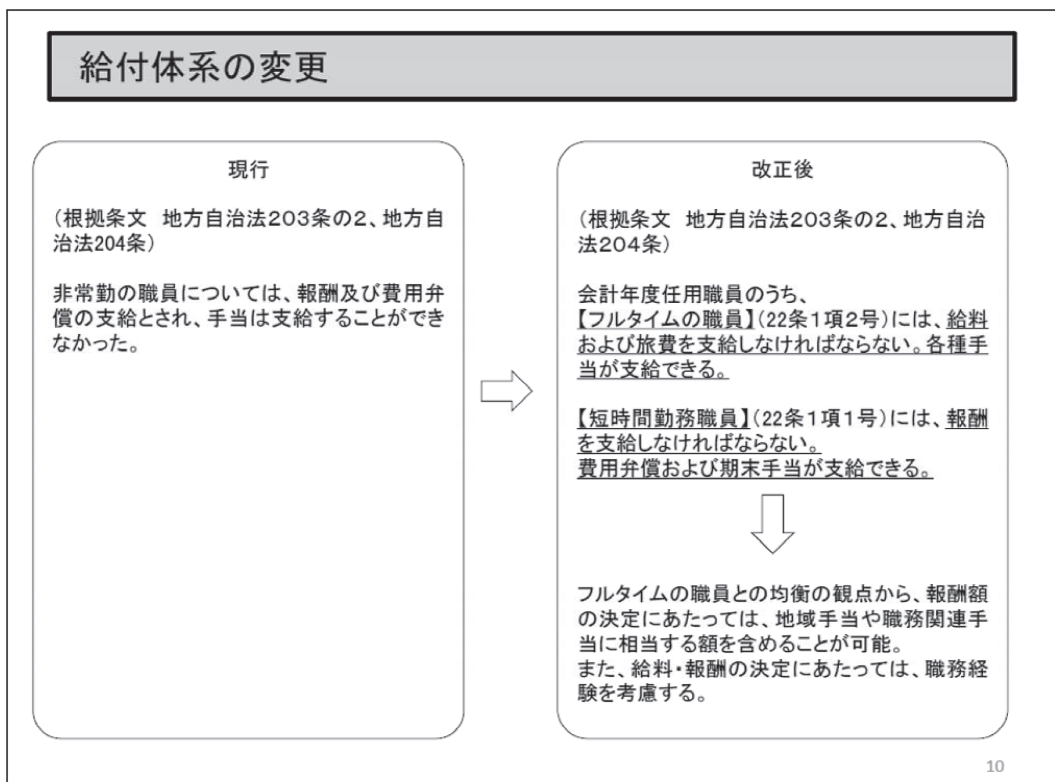 給付体系の変更
現行
（根拠条文　地方自治法２０３条の２、地方自
治法204条）
非常勤の職員については、報酬及び費用弁
償の支給とされ、手当は支給することができ
なかった。
改正後
（根拠条文　地方自治法２０３条の２、地方自治
法２０４条）
会計年度任用職員のうち、
【フルタイムの職員】（22条１項２号）には、給料
および旅費を支給しなければならない。各種手
当が支給できる。
【短時間勤務職員】（22条１項１号）には、報酬
を支給しなければならない。
費用弁償および期末手当が支給できる。
フルタイムの職員との均衡の観点から、報酬額
の決定にあたっては、地域手当や職務関連手
当に相当する額を含めることが可能。
また、給料・報酬の決定にあたっては、職務経
験を考慮する。
10